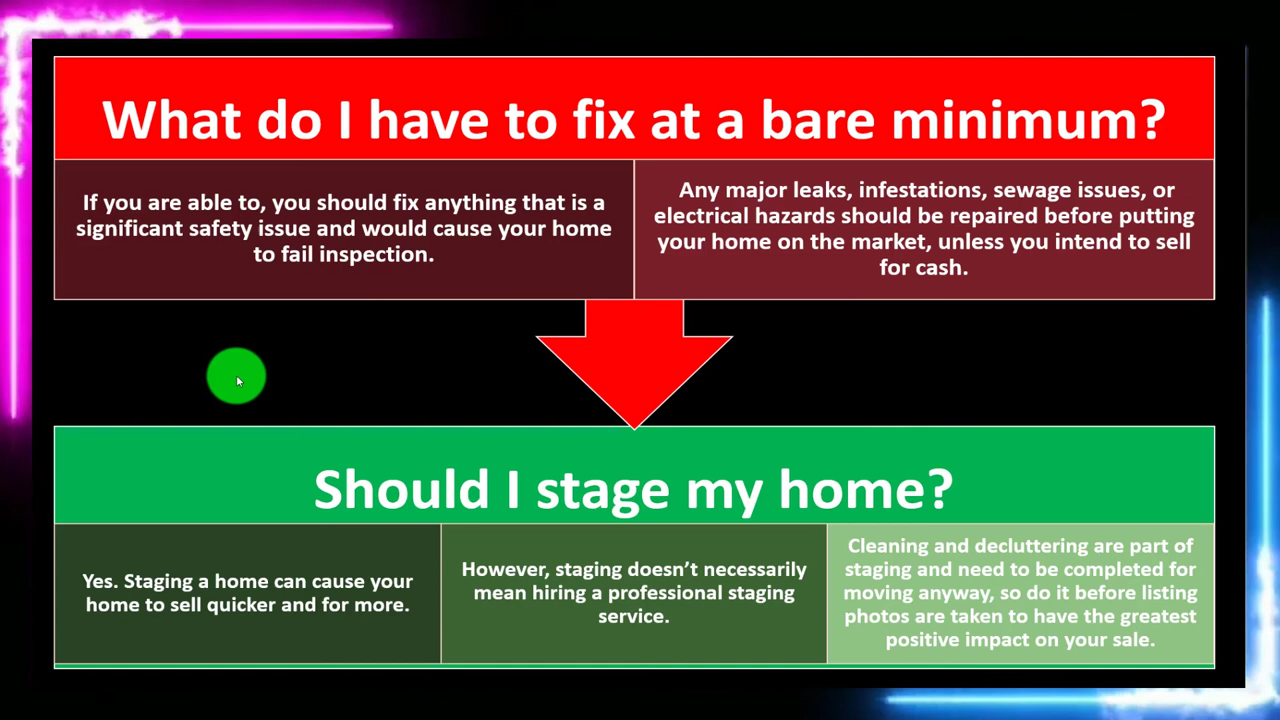 What do I have to fix at a bare minimum?
If you are able to, you should fix anything that is a
significant safety issue and would cause your home
to fail inspection.
Any major leaks, infestations, sewage issues, or
electrical hazards should be repaired before putting
your home on the market, unless you intend to sell
for cash.
Should I stage my home?
Yes. Staging a home can cause your
home to sell quicker and for more.
However, staging doesn’t necessarily
mean hiring a professional staging
service.
Cleaning and decluttering are part of
staging and need to be completed for
moving anyway, so do it before listing
photos are taken to have the greatest
positive impact on your sale.